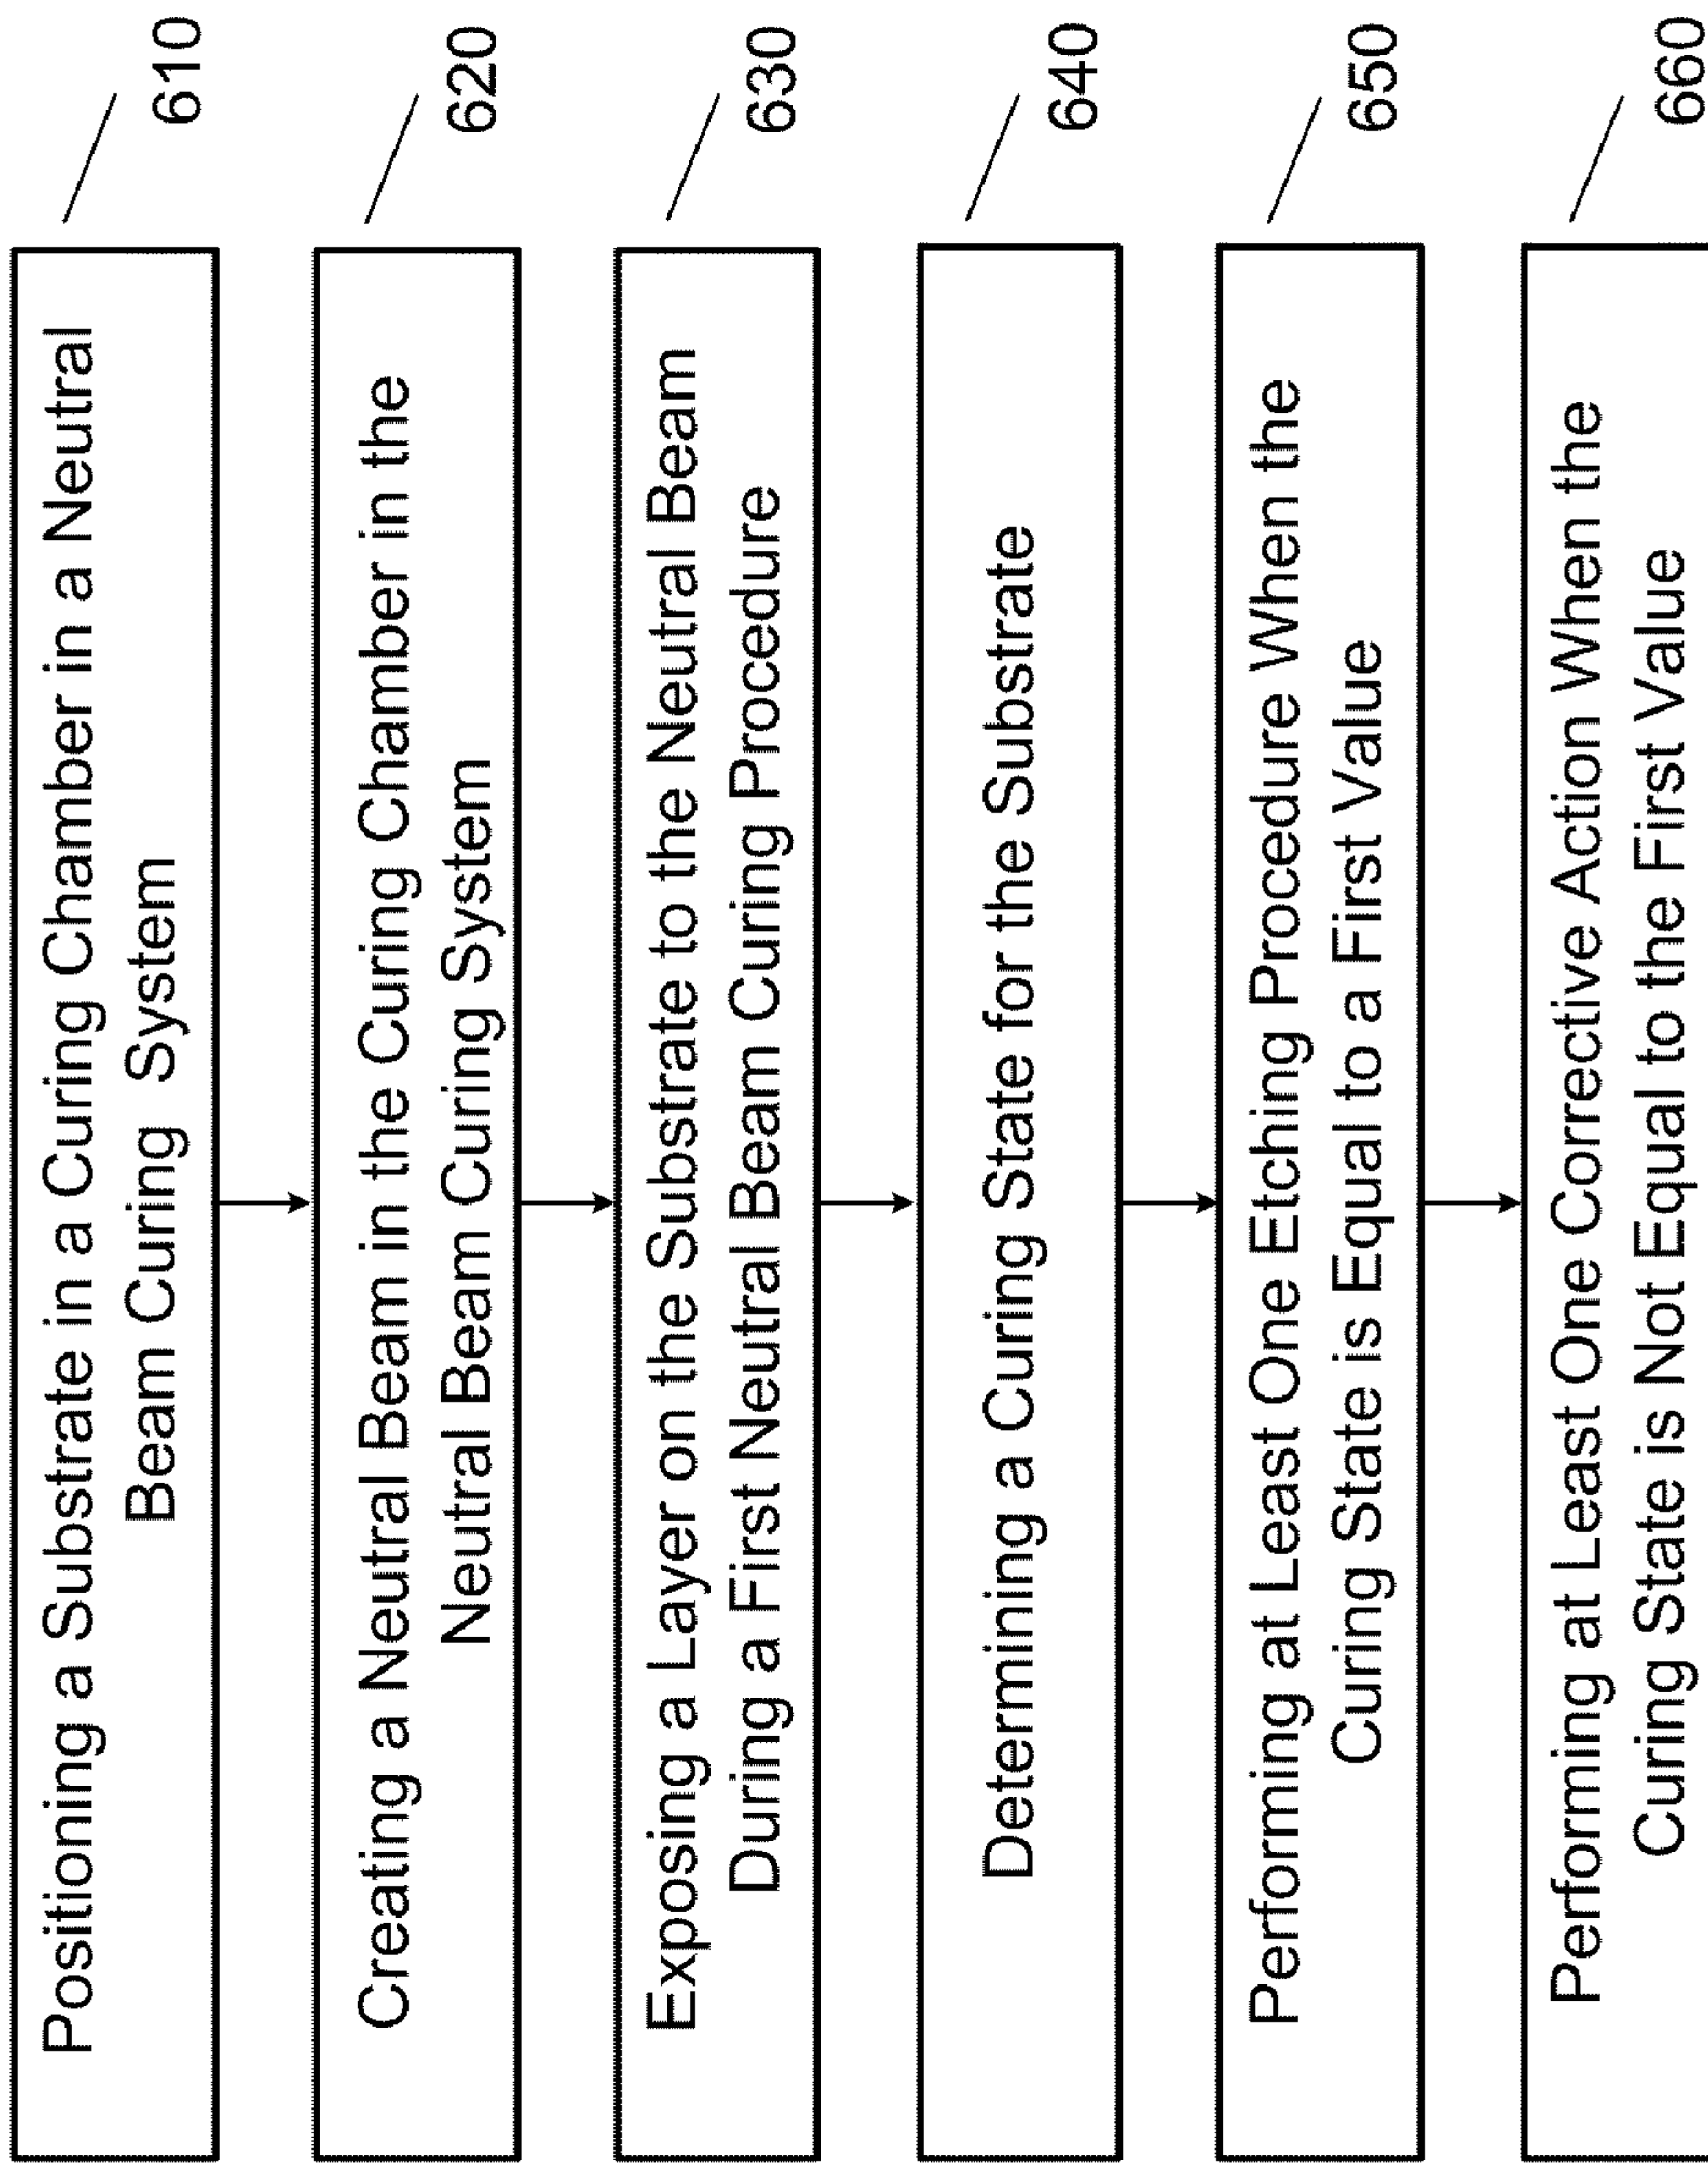 Positioning a Substrate in a Curing Chamber in a Neutral
Beam Curing System
610
Creating a Neutral Beam in the Curing Chamber in the
Neutral Beam Curing System
620
Exposing a Layer on the Substrate to the Neutral Beam
During a First Neutral Beam Curing Procedure
630
Determining a Curing State for the Substrate
640
Performing at Least One Etching Procedure When the
Curing State is Equal to a First Value
650
Performing at Least One Corrective Action When the
Curing State is Not Equal to the First Value
660